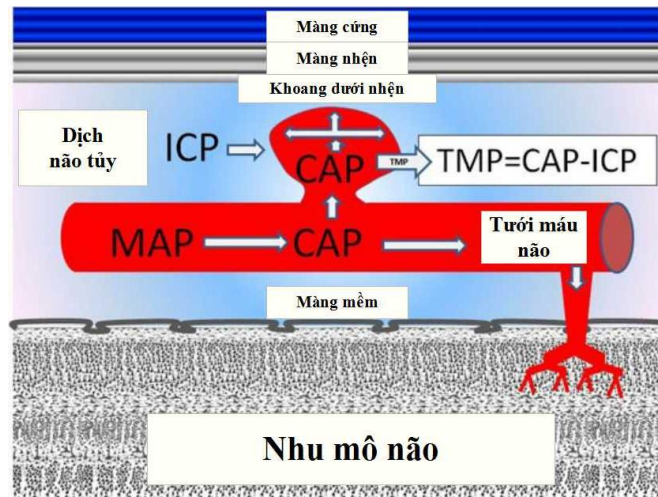 Màng cứng
Màng nhện
Khoang dưới nhện
Dịch
não tủy
ICP
CAP
TMP
TMP=CAP-ICP
MAP
CAP
Tưới máu
não
Màng mềm
Nhu mô não